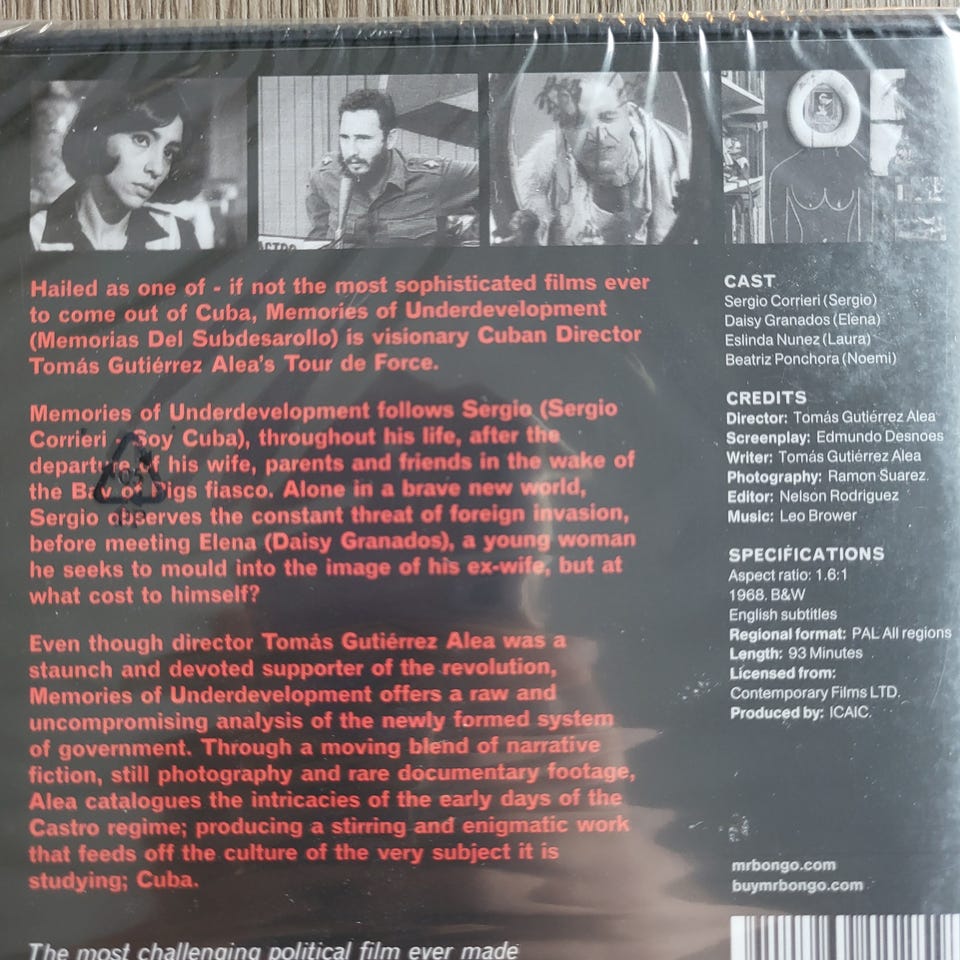 Hailed as one of - if not the most sophisticated films ever
to come out of Cuba, Memories of Underdevelopment
(Memorias Del Subdesarollo) is visionary Cuban Director
Tomás Gutiérrez Alea's Tour de Force.
Memories of Underdevelopment follows Sergio (Sergio
Corrieri - Soy Cuba), throughout his life, after the
departure of his wife, parents and friends in the wake of
the Bay of Pigs fiasco. Alone in a brave new world,
Sergio observes the constant threat of foreign invasion,
before meeting Elena (Daisy Granados), a young woman
he seeks to mould into the image of his ex-wife, but at
what cost to himself?
Even though director Tomás Gutiérrez Alea was a
staunch and devoted supporter of the revolution,
Memories of Underdevelopment offers a raw and
uncompromising analysis of the newly formed system
of government. Through a moving blend of narrative
fiction, still photography and rare documentary footage,
Alea catalogues the intricacies of the early days of the
Castro regime; producing a stirring and enigmatic work
that feeds off the culture of the very subject it is
studying; Cuba.
The most challenging political film ever made
CAST
Sergio Corrieri (Sergio)
Daisy Granados (Elena)
Eslinda Nunez (Laura)
Beatriz Ponchora (Noemi)
CREDITS
Director: Tomás Gutiérrez Alea
Screenplay: Edmundo Desnoes
Writer: Tomás Gutiérrez Alea
Photography: Ramon Suarez.
Editor: Nelson Rodriguez
Music: Leo Brower
SPECIFICATIONS
Aspect ratio: 1.6:1
1968. B&W
English subtitles
Regional format: PAL All regions
Length: 93 Minutes
Licensed from:
Contemporary Films LTD.
Produced by: ICAIC.
mrbongo.com
buymrbongo.com